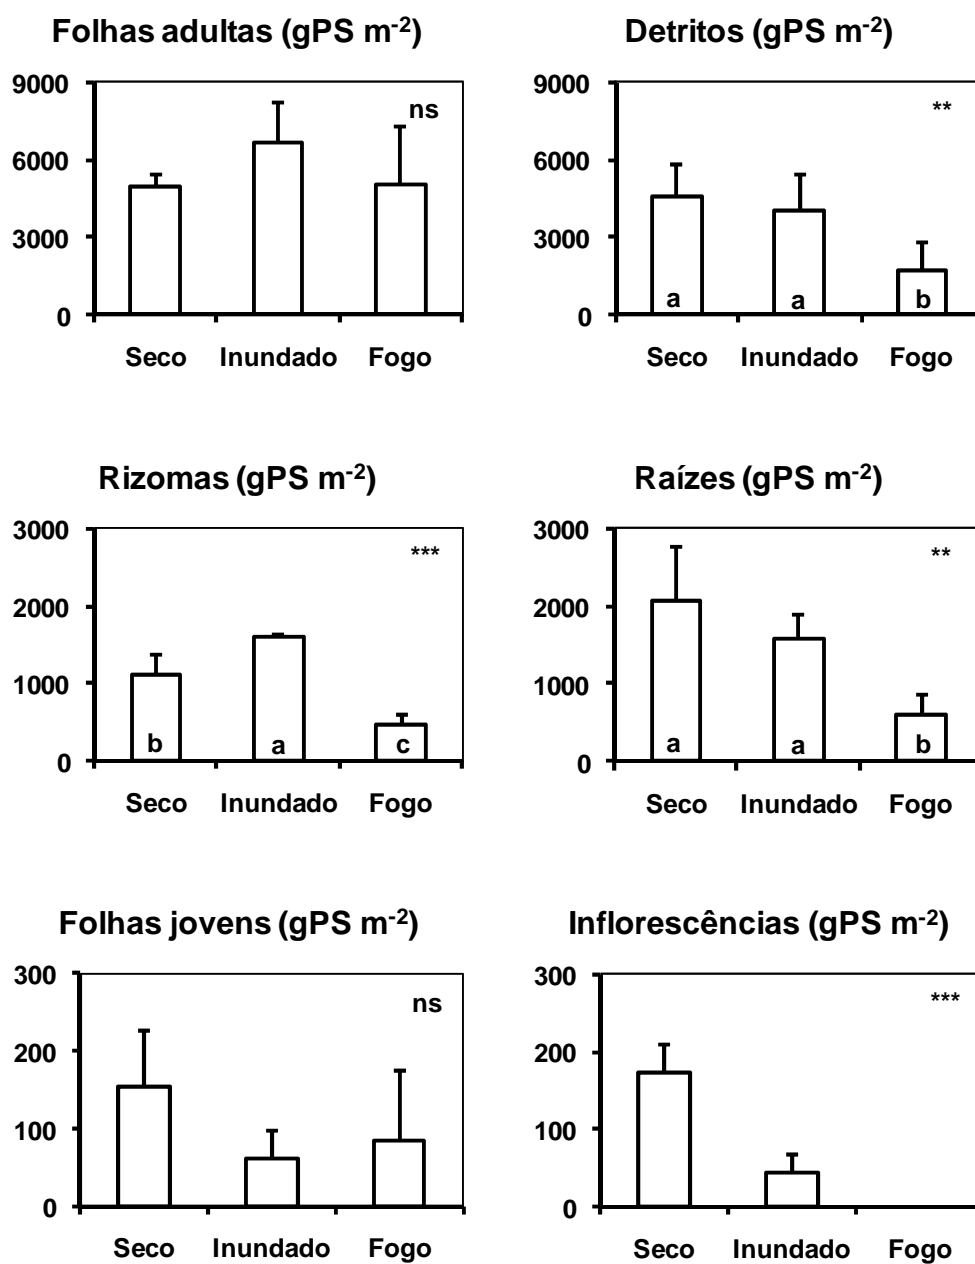 Folhas adultas (gPS m-2)
9000
6000
3000
0
ns
Seco Inundado Fogo
Detritos (gPS m-2)
9000
6000
3000
0
**
a a b
Seco Inundado Fogo
Rizomas (gPS m-2)
3000
2000
1000
0
***
b a c
Seco Inundado Fogo
Raízes (gPS m-2)
3000
2000
1000
0
**
a a b
Seco Inundado Fogo
Folhas jovens (gPS m-2)
300
200
100
0
ns
Seco Inundado Fogo
Inflorescências (gPS m-2)
300
200
100
0
***
Seco Inundado Fogo